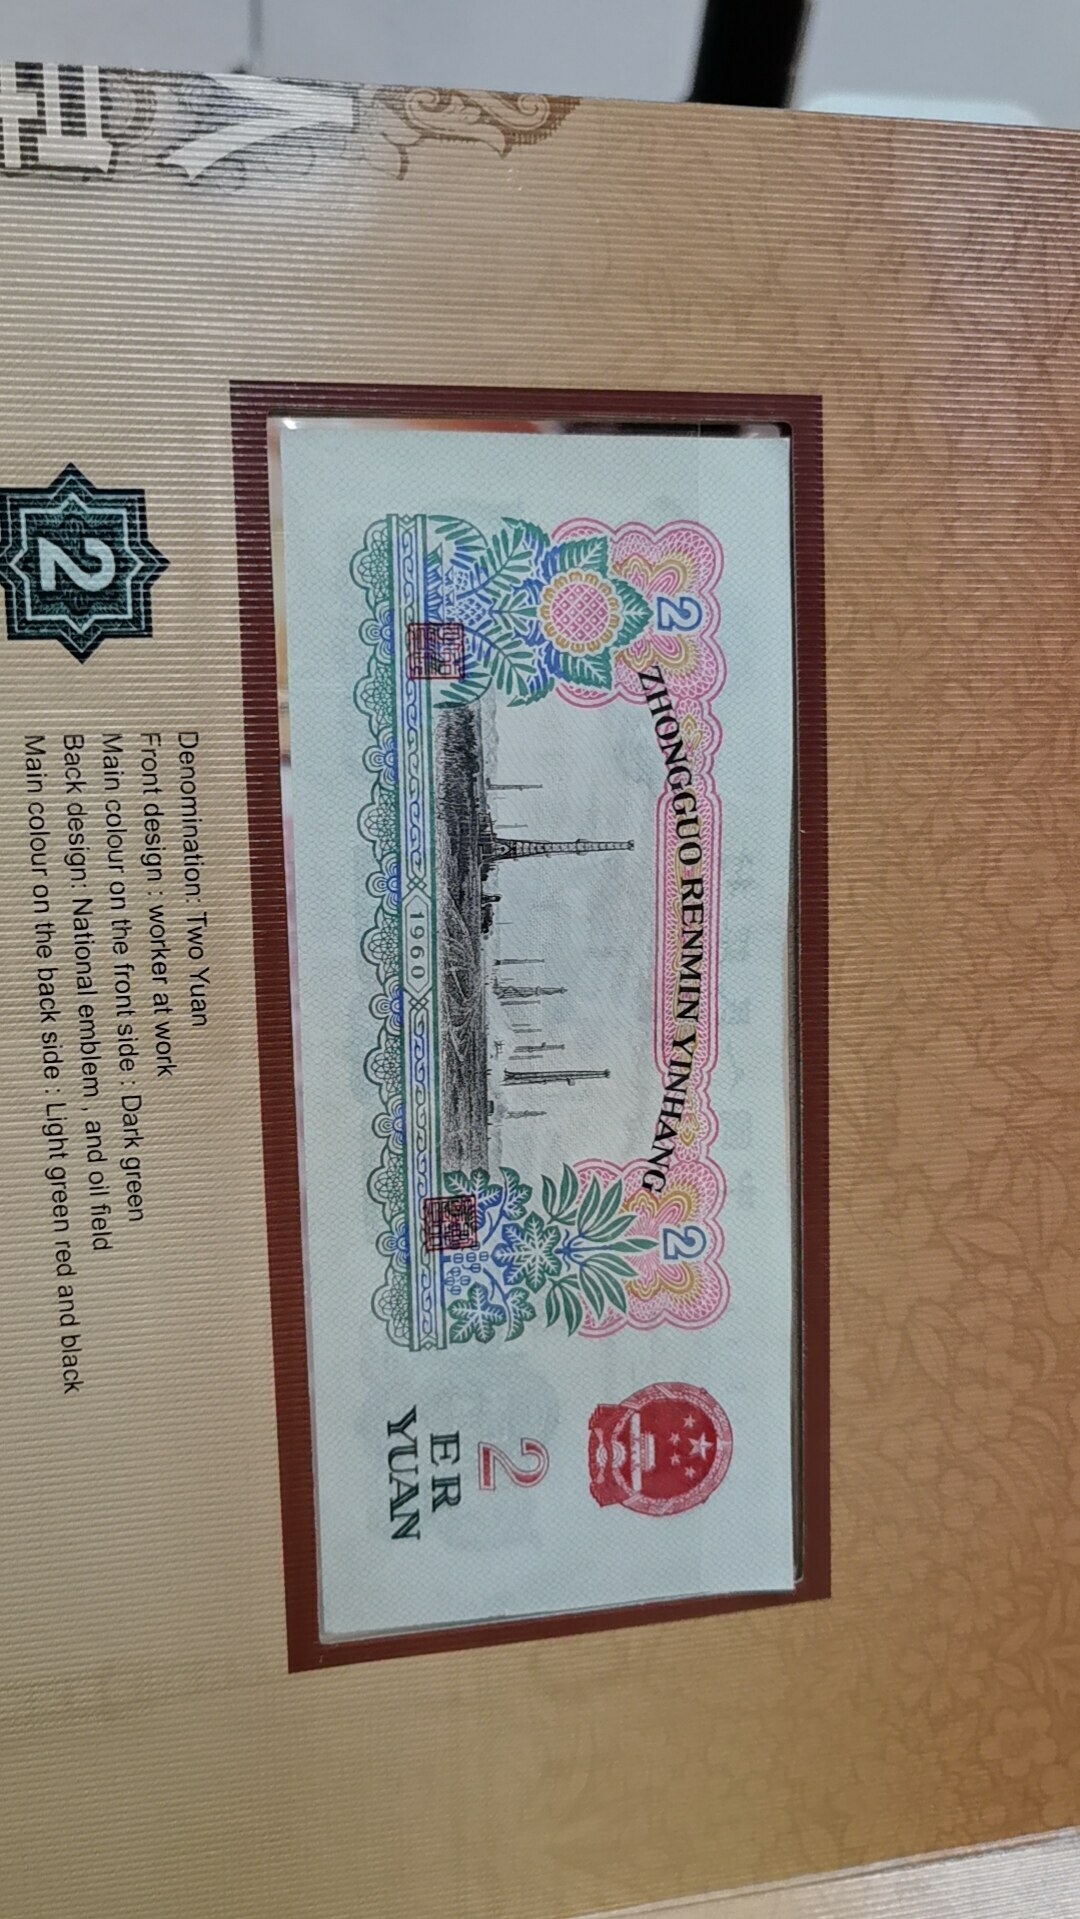 2
ZHONGGUO RENMIN YINHANG
2
1960
2
ER
YUAN
2
Denomination: Two Yuan
Front design : worker at work
Main colour on the front side : Dark green
Back design: National emblem , and oil field
Main colour on the back side : Light green red and black